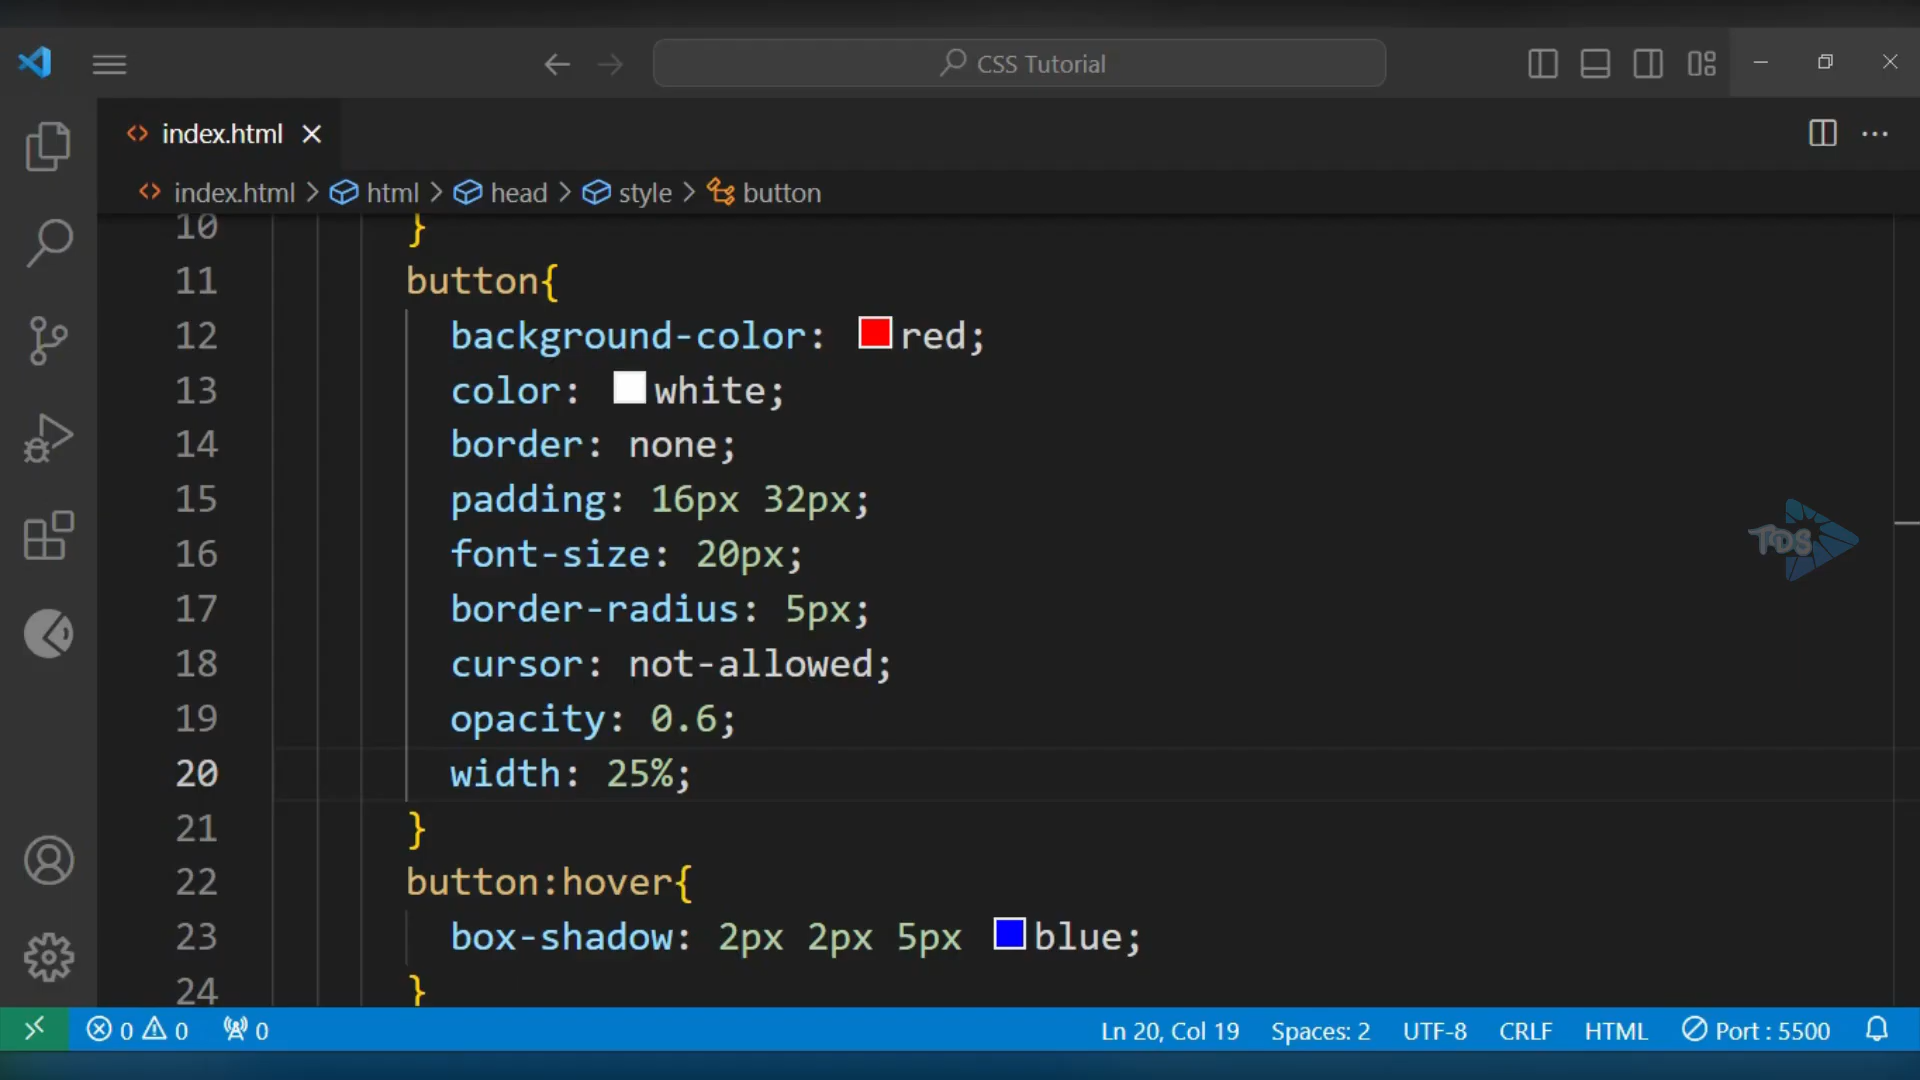 CSS Tutorial
index.html
index.html > html > head > style > button
10 }
11 button{
12 background-color: red;
13 color: white;
14 border: none;
15 padding: 16px 32px;
16 font-size: 20px;
17 border-radius: 5px;
18 cursor: not-allowed;
19 opacity: 0.6;
20 width: 25%;
21 }
22 button:hover{
23 box-shadow: 2px 2px 5px blue;
24 }
TDS
0 0 0 Ln 20, Col 19 Spaces: 2 UTF-8 CRLF HTML Port : 5500